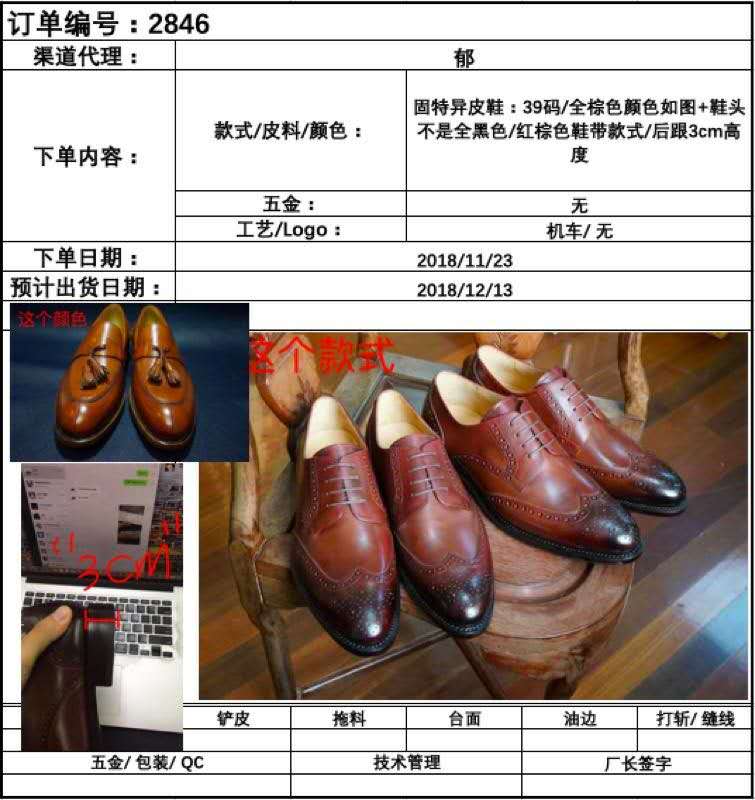 订单编号：2846
渠道代理：
郁
下单内容：
款式/皮料/颜色：
固特异皮鞋：39码/全棕色颜色如图+鞋头
不是全黑色/红棕色鞋带款式/后跟3cm高
度
五金：
无
工艺/Logo：
机车/ 无
下单日期：
2018/11/23
预计出货日期：
2018/12/13
这个颜色
这个款式
3CM
铲皮
拖料
台面
油边
打斩/ 缝线
五金/ 包装/ QC
技术管理
厂长签字